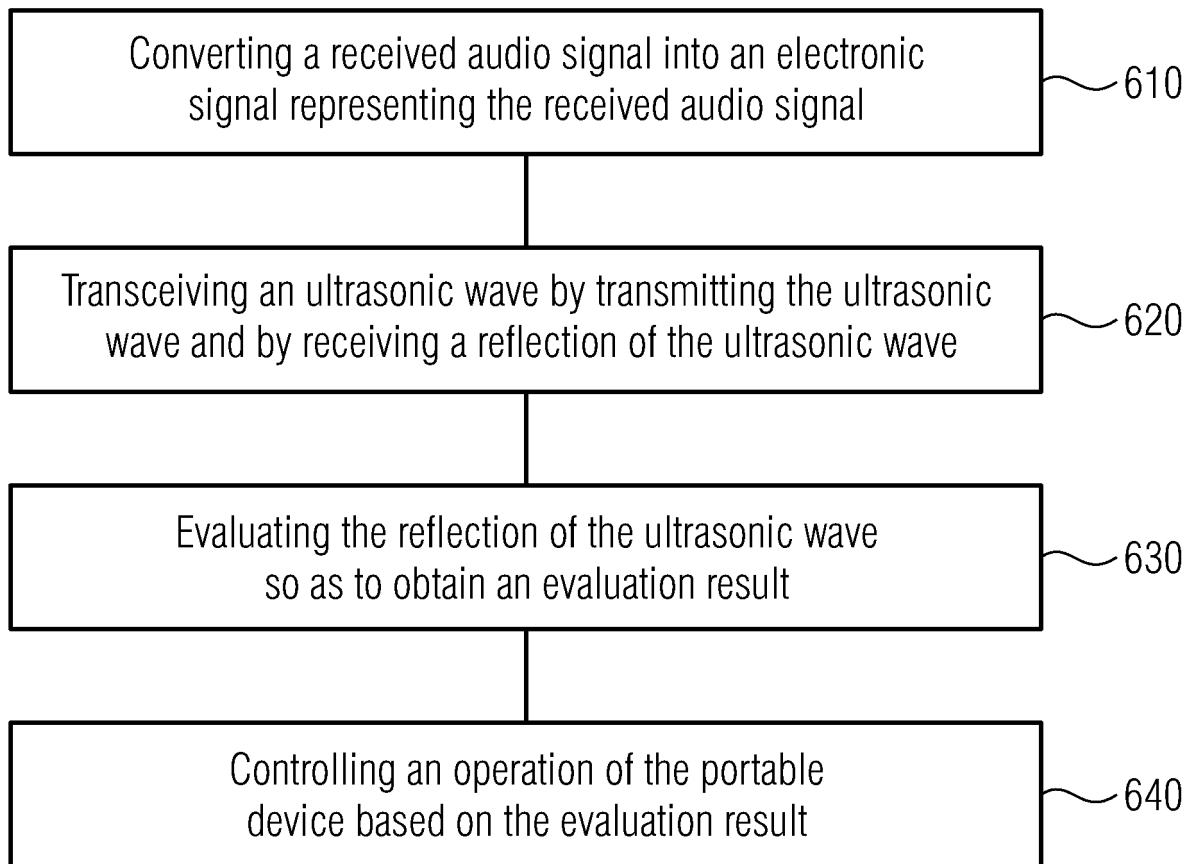 Converting a received audio signal into an electronic
signal representing the received audio signal
610
Transceiving an ultrasonic wave by transmitting the ultrasonic
wave and by receiving a reflection of the ultrasonic wave
620
Evaluating the reflection of the ultrasonic wave
so as to obtain an evaluation result
630
Controlling an operation of the portable
device based on the evaluation result
640